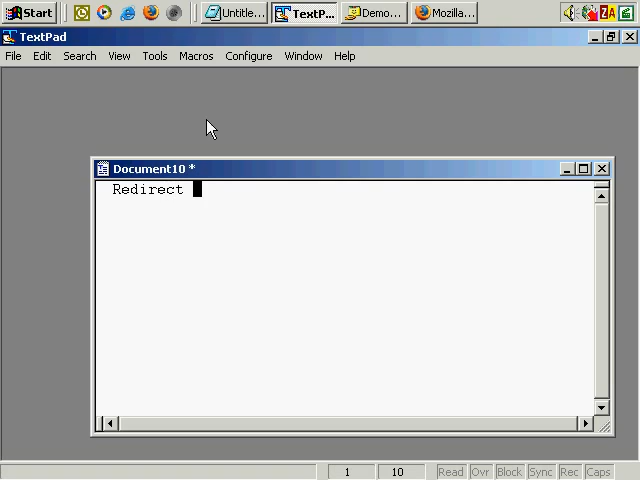 Start Untitle... TextP... Demo... Mozilla... ZA
TextPad
File Edit Search View Tools Macros Configure Window Help
Document10 *
Redirect
1 10 Read Ovr Block Sync Rec Caps